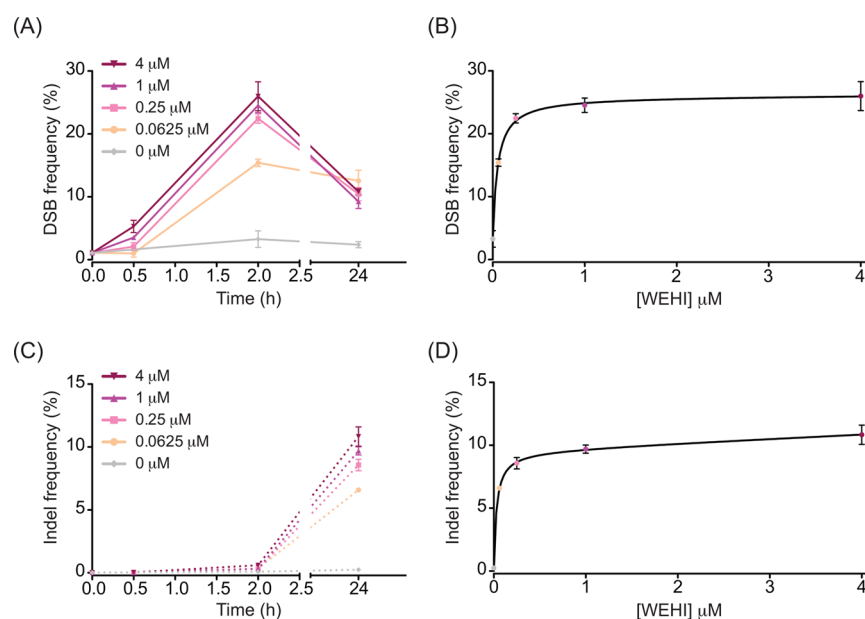 (A)
4 μM
1 μM
0.25 μM
0.0625 μM
0 μM
DSB frequency (%)
30
20
10
0
0.0 0.5 1.0 1.5 2.0 2.5 24
Time (h)
(B)
DSB frequency (%)
30
20
10
0
0 1 2 3 4
[WEHI] μM
(C)
4 μM
1 μM
0.25 μM
0.0625 μM
0 μM
Indel frequency (%)
15
10
5
0
0.0 0.5 1.0 1.5 2.0 2.5 24
Time (h)
(D)
Indel frequency (%)
15
10
5
0
0 1 2 3 4
[WEHI] μM